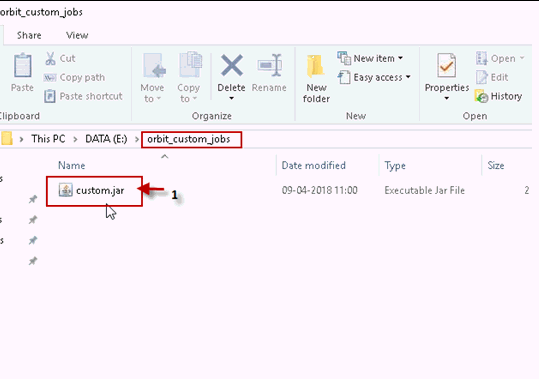 orbit_custom_jobs
Share View
Cut
Copy path
Paste shortcut
Paste
Move to
Copy to
Delete
Rename
New folder
New item
Easy access
Properties
Open
Edit
History
Clipboard Organize New Open
This PC > DATA (E:) > orbit_custom_jobs
Name Date modified Type Size
custom.jar 1 09-04-2018 11:00 Executable Jar File 2